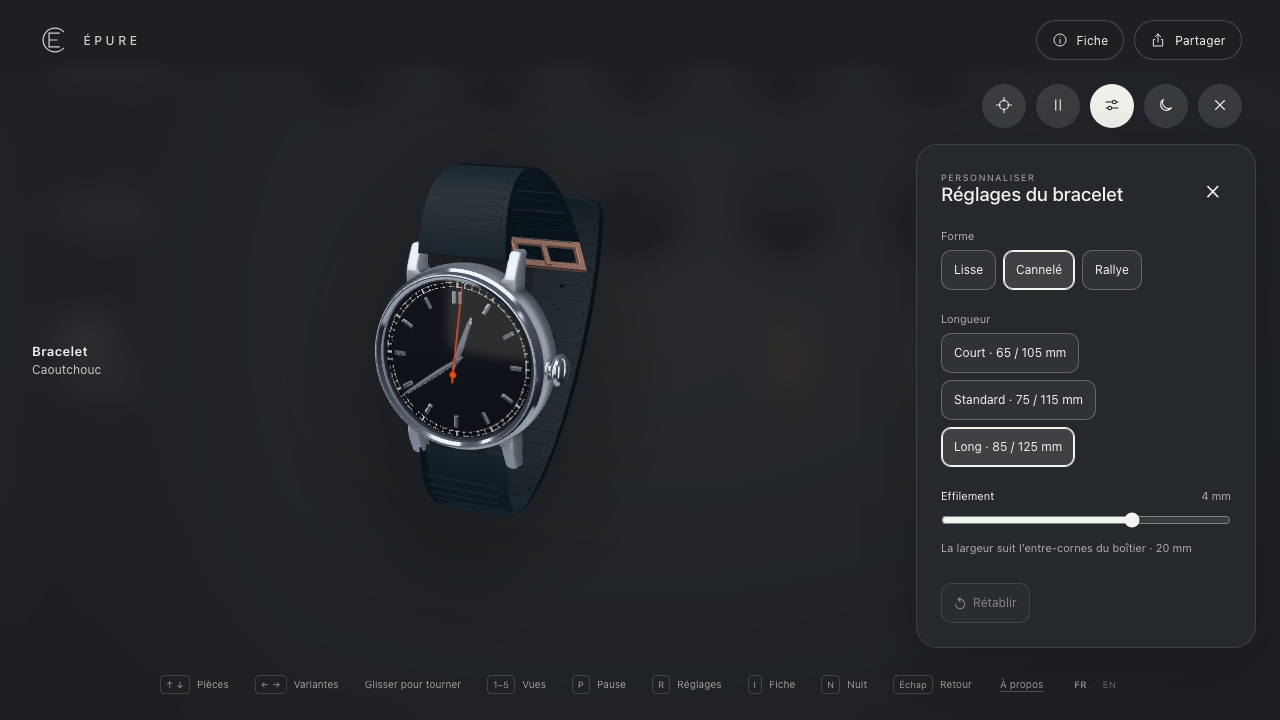 ÉPURE
Fiche
Partager
PERSONNALISER
Réglages du bracelet
Forme
Lisse
Cannelé
Rallye
Longueur
Court · 65 / 105 mm
Standard · 75 / 115 mm
Long · 85 / 125 mm
Effilement
4 mm
La largeur suit l'entre-cornes du boîtier · 20 mm
Rétablir
Bracelet
Caoutchouc
↑ ↓ Pièces ← → Variantes Glisser pour tourner 1–5 Vues P Pause R Réglages I Fiche N Nuit Échap Retour À propos FR · EN